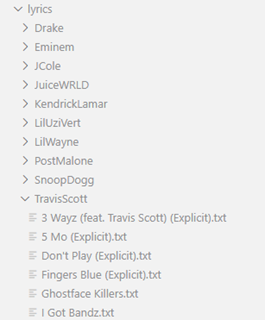 lyrics
Drake
Eminem
JCole
JuiceWRLD
KendrickLamar
LilUziVert
LilWayne
PostMalone
SnoopDogg
TravisScott
3 Wayz (feat. Travis Scott) (Explicit).txt
5 Mo (Explicit).txt
Don't Play (Explicit).txt
Fingers Blue (Explicit).txt
Ghostface Killers.txt
I Got Bandz.txt